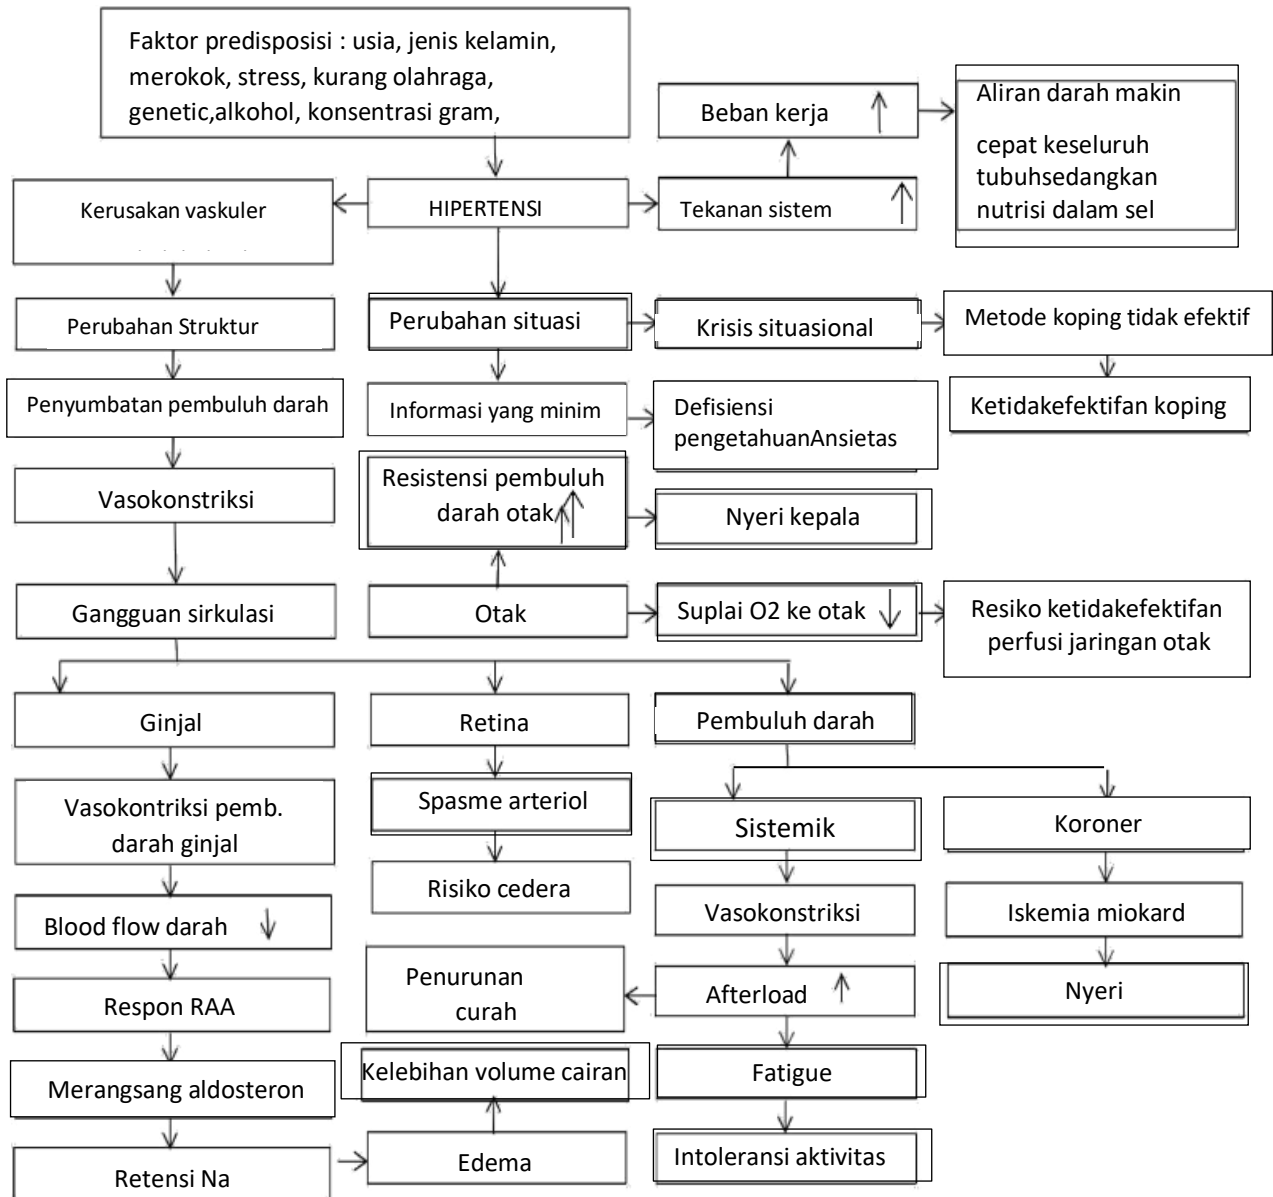 Faktor predisposisi : usia, jenis kelamin,
merokok, stress, kurang olahraga,
genetic,alkohol, konsentrasi gram,
Beban kerja
Aliran darah makin
cepat keseluruh
tubuhsedangkan
nutrisi dalam sel
Kerusakan vaskuler
HIPERTENSI
Tekanan sistem
Perubahan Struktur
Perubahan situasi
Krisis situasional
Metode koping tidak efektif
Penyumbatan pembuluh darah
Informasi yang minim
Defisiensi
pengetahuanAnsietas
Ketidakefektifan koping
Vasokonstriksi
Resistensi pembuluh
darah otak
Nyeri kepala
Gangguan sirkulasi
Otak
Suplai O2 ke otak
Resiko ketidakefektifan
perfusi jaringan otak
Ginjal
Retina
Pembuluh darah
Vasokontriksi pemb.
darah ginjal
Spasme arteriol
Sistemik
Koroner
Risiko cedera
Blood flow darah
Vasokonstriksi
Iskemia miokard
Respon RAA
Penurunan
curah
Afterload
Nyeri
Merangsang aldosteron
Kelebihan volume cairan
Fatigue
Retensi Na
Edema
Intoleransi aktivitas